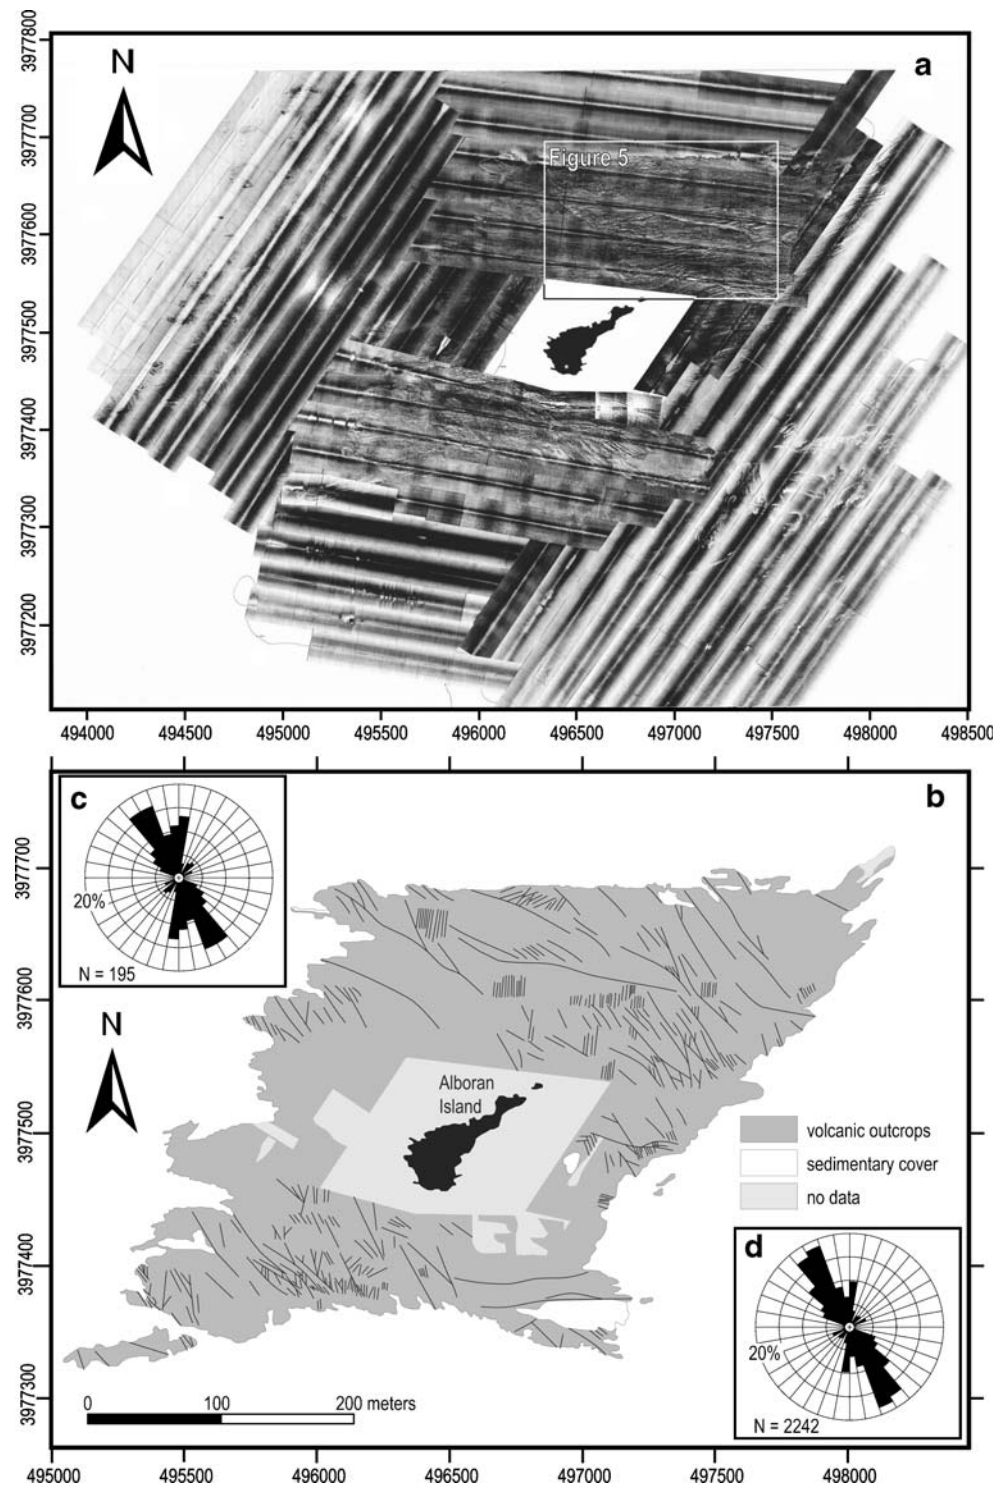 a
N
Figure 5
3977800
3977700
3977600
3977500
3977400
3977300
3977200
494000 494500 495000 495500 496000 496500 497000 497500 498000 498500
c
20%
N = 195
b
N
Alboran
Island
volcanic outcrops
sedimentary cover
no data
d
20%
N = 2242
0 100 200 meters
3977700
3977600
3977500
3977400
3977300
495000 495500 496000 496500 497000 497500 498000